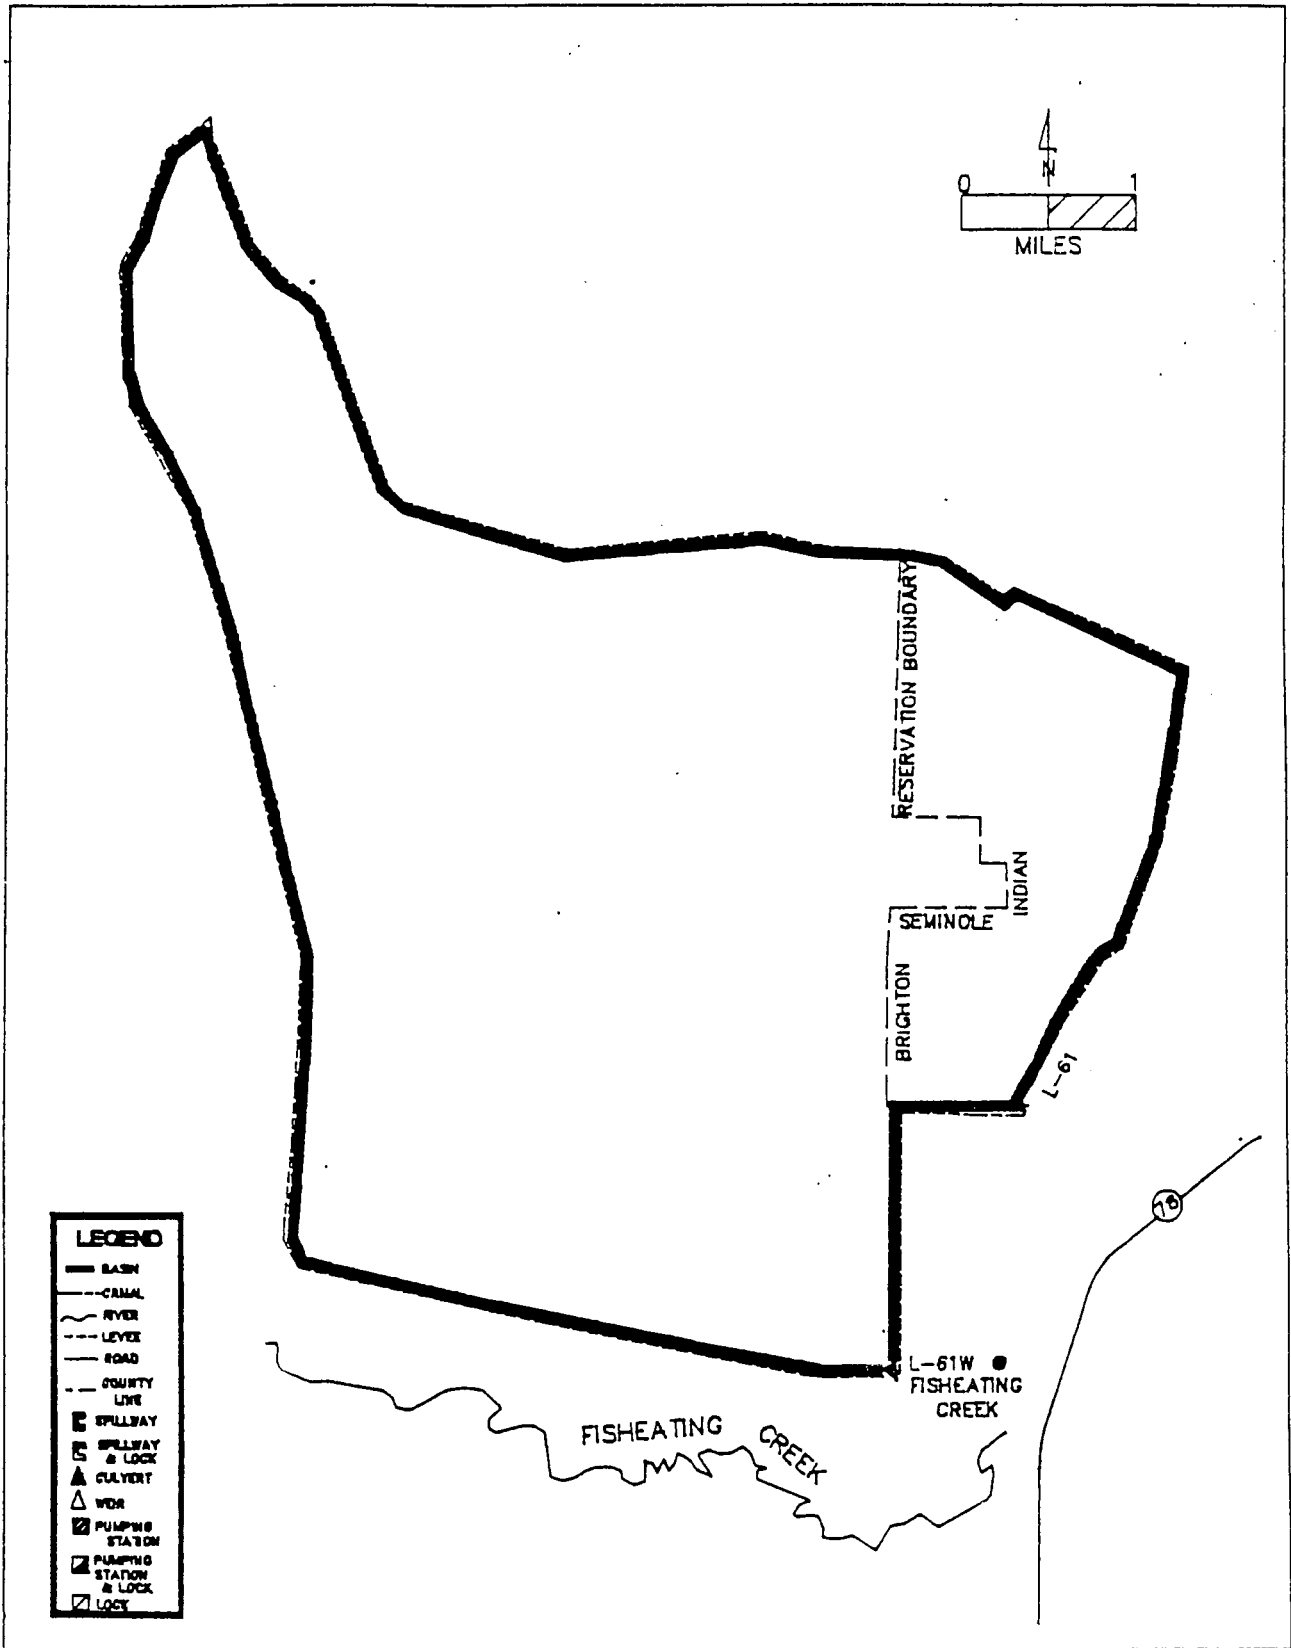 N
0 1
MILES
RESERVATION BOUNDARY
INDIAN
SEMINOLE
BRIGHTON
L-61
78
L-61W @
FISHEATING
CREEK
FISHEATING CREEK
LEGEND
BASIN
CANAL
RIVER
LEVEE
ROAD
COUNTY
LINE
SPILLWAY
SPILLWAY
& LOCK
CULVERT
WEIR
PUMPING
STATION
PUMPING
STATION
& LOCK
LOCK